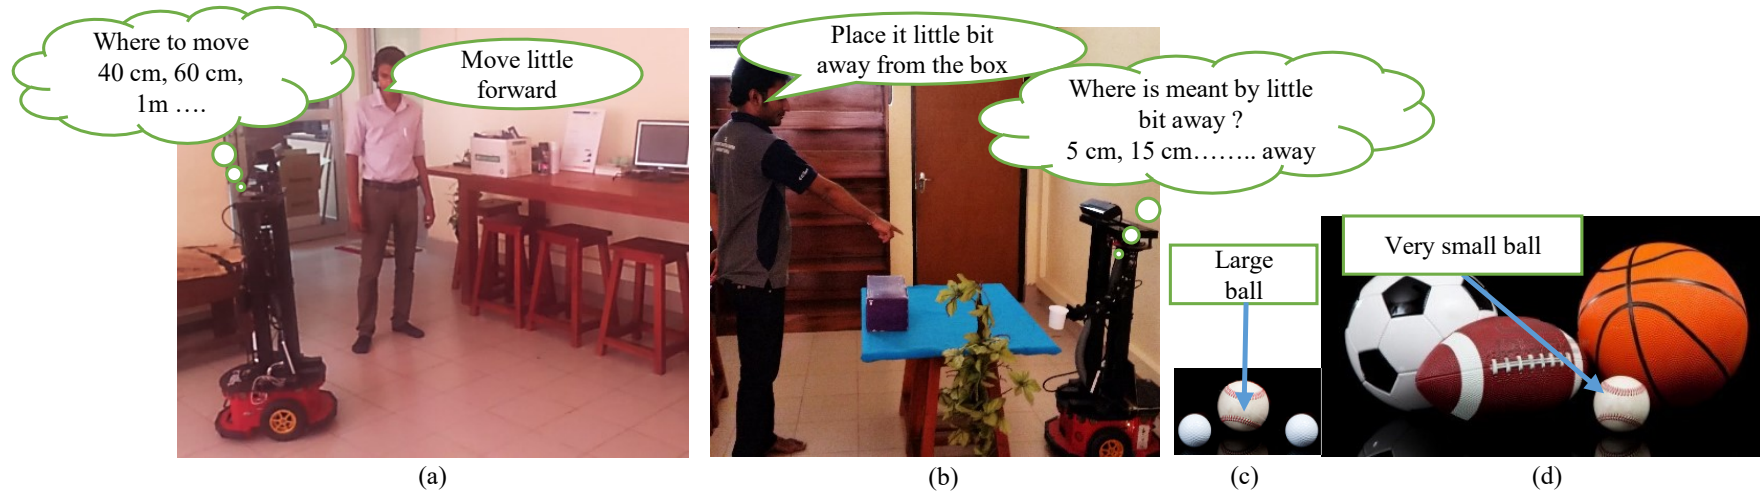 Where to move
40 cm, 60 cm,
1m ….
Move little
forward
Place it little bit
away from the box
Where is meant by little
bit away ?
5 cm, 15 cm…….. away
Large
ball
Very small ball
(a)
(b)
(c)
(d)